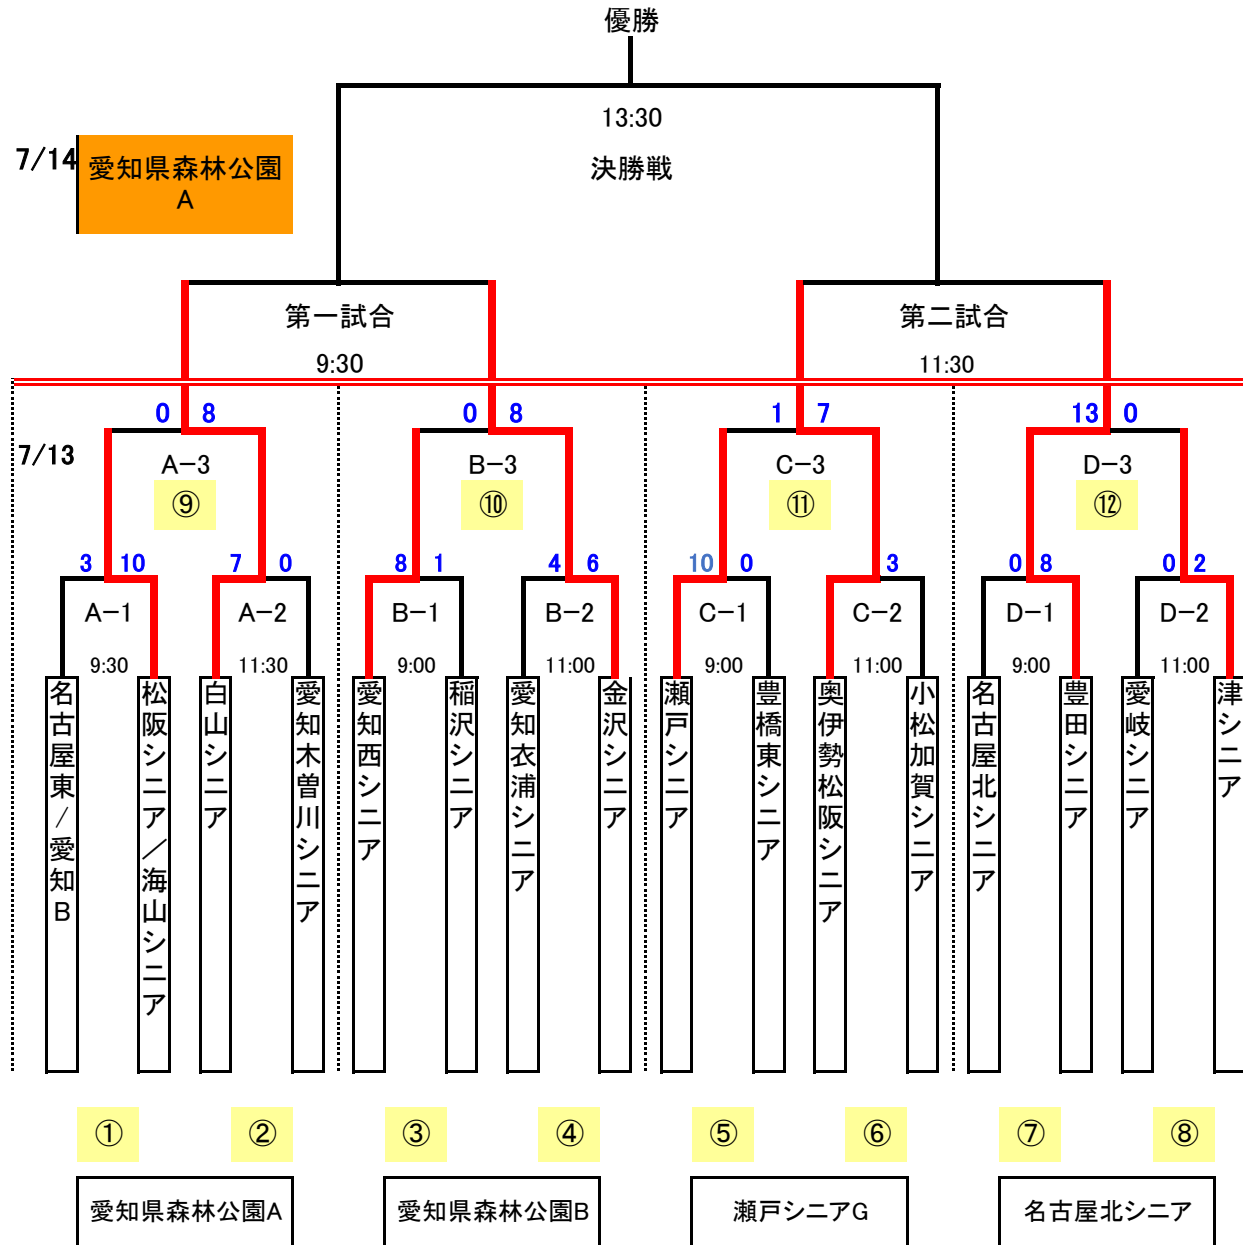 優勝
13:30
決勝戦
7/14
愛知県森林公園
A
第一試合
第二試合
9:30
11:30
0 8
0 8
1 7
13 0
7/13
A-3
B-3
C-3
D-3
⑨
⑩
⑪
⑫
3 10
7 0
8 1
4 6
10 0
3
0 8
0 2
A-1
A-2
B-1
B-2
C-1
C-2
D-1
D-2
9:30
11:30
9:00
11:00
9:00
11:00
9:00
11:00
名古屋東/愛知B
松阪シニア/海山シニア
白山シニア
愛知木曽川シニア
愛知西シニア
稲沢シニア
愛知衣浦シニア
金沢シニア
瀬戸シニア
豊橋東シニア
奥伊勢松阪シニア
小松加賀シニア
名古屋北シニア
豊田シニア
愛岐シニア
津シニア
①
②
③
④
⑤
⑥
⑦
⑧
愛知県森林公園A
愛知県森林公園B
瀬戸シニアG
名古屋北シニア